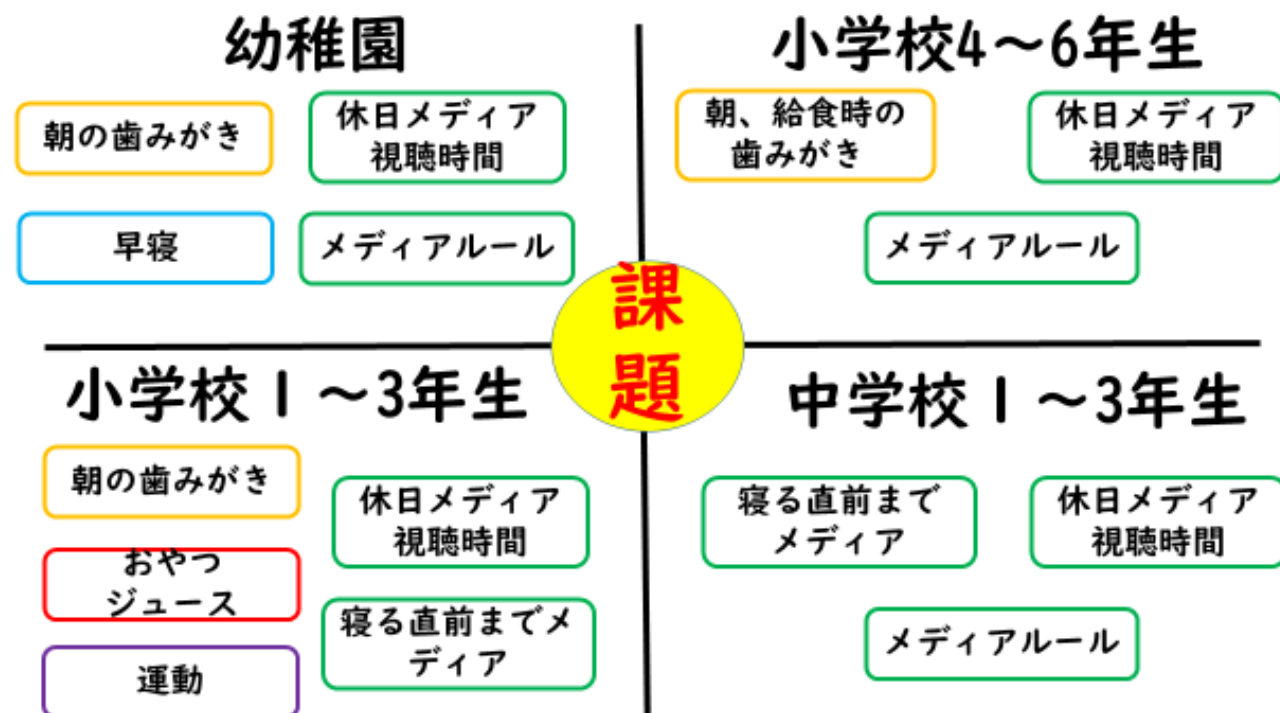 幼稚園
朝の歯みがき
休日メディア
視聴時間
早寝
メディアルール
小学校4～6年生
朝、給食時の
歯みがき
休日メディア
視聴時間
メディアルール
課
題
小学校1～3年生
朝の歯みがき
休日メディア
視聴時間
おやつ
ジュース
寝る直前までメ
ディア
運動
中学校1～3年生
寝る直前まで
メディア
休日メディア
視聴時間
メディアルール